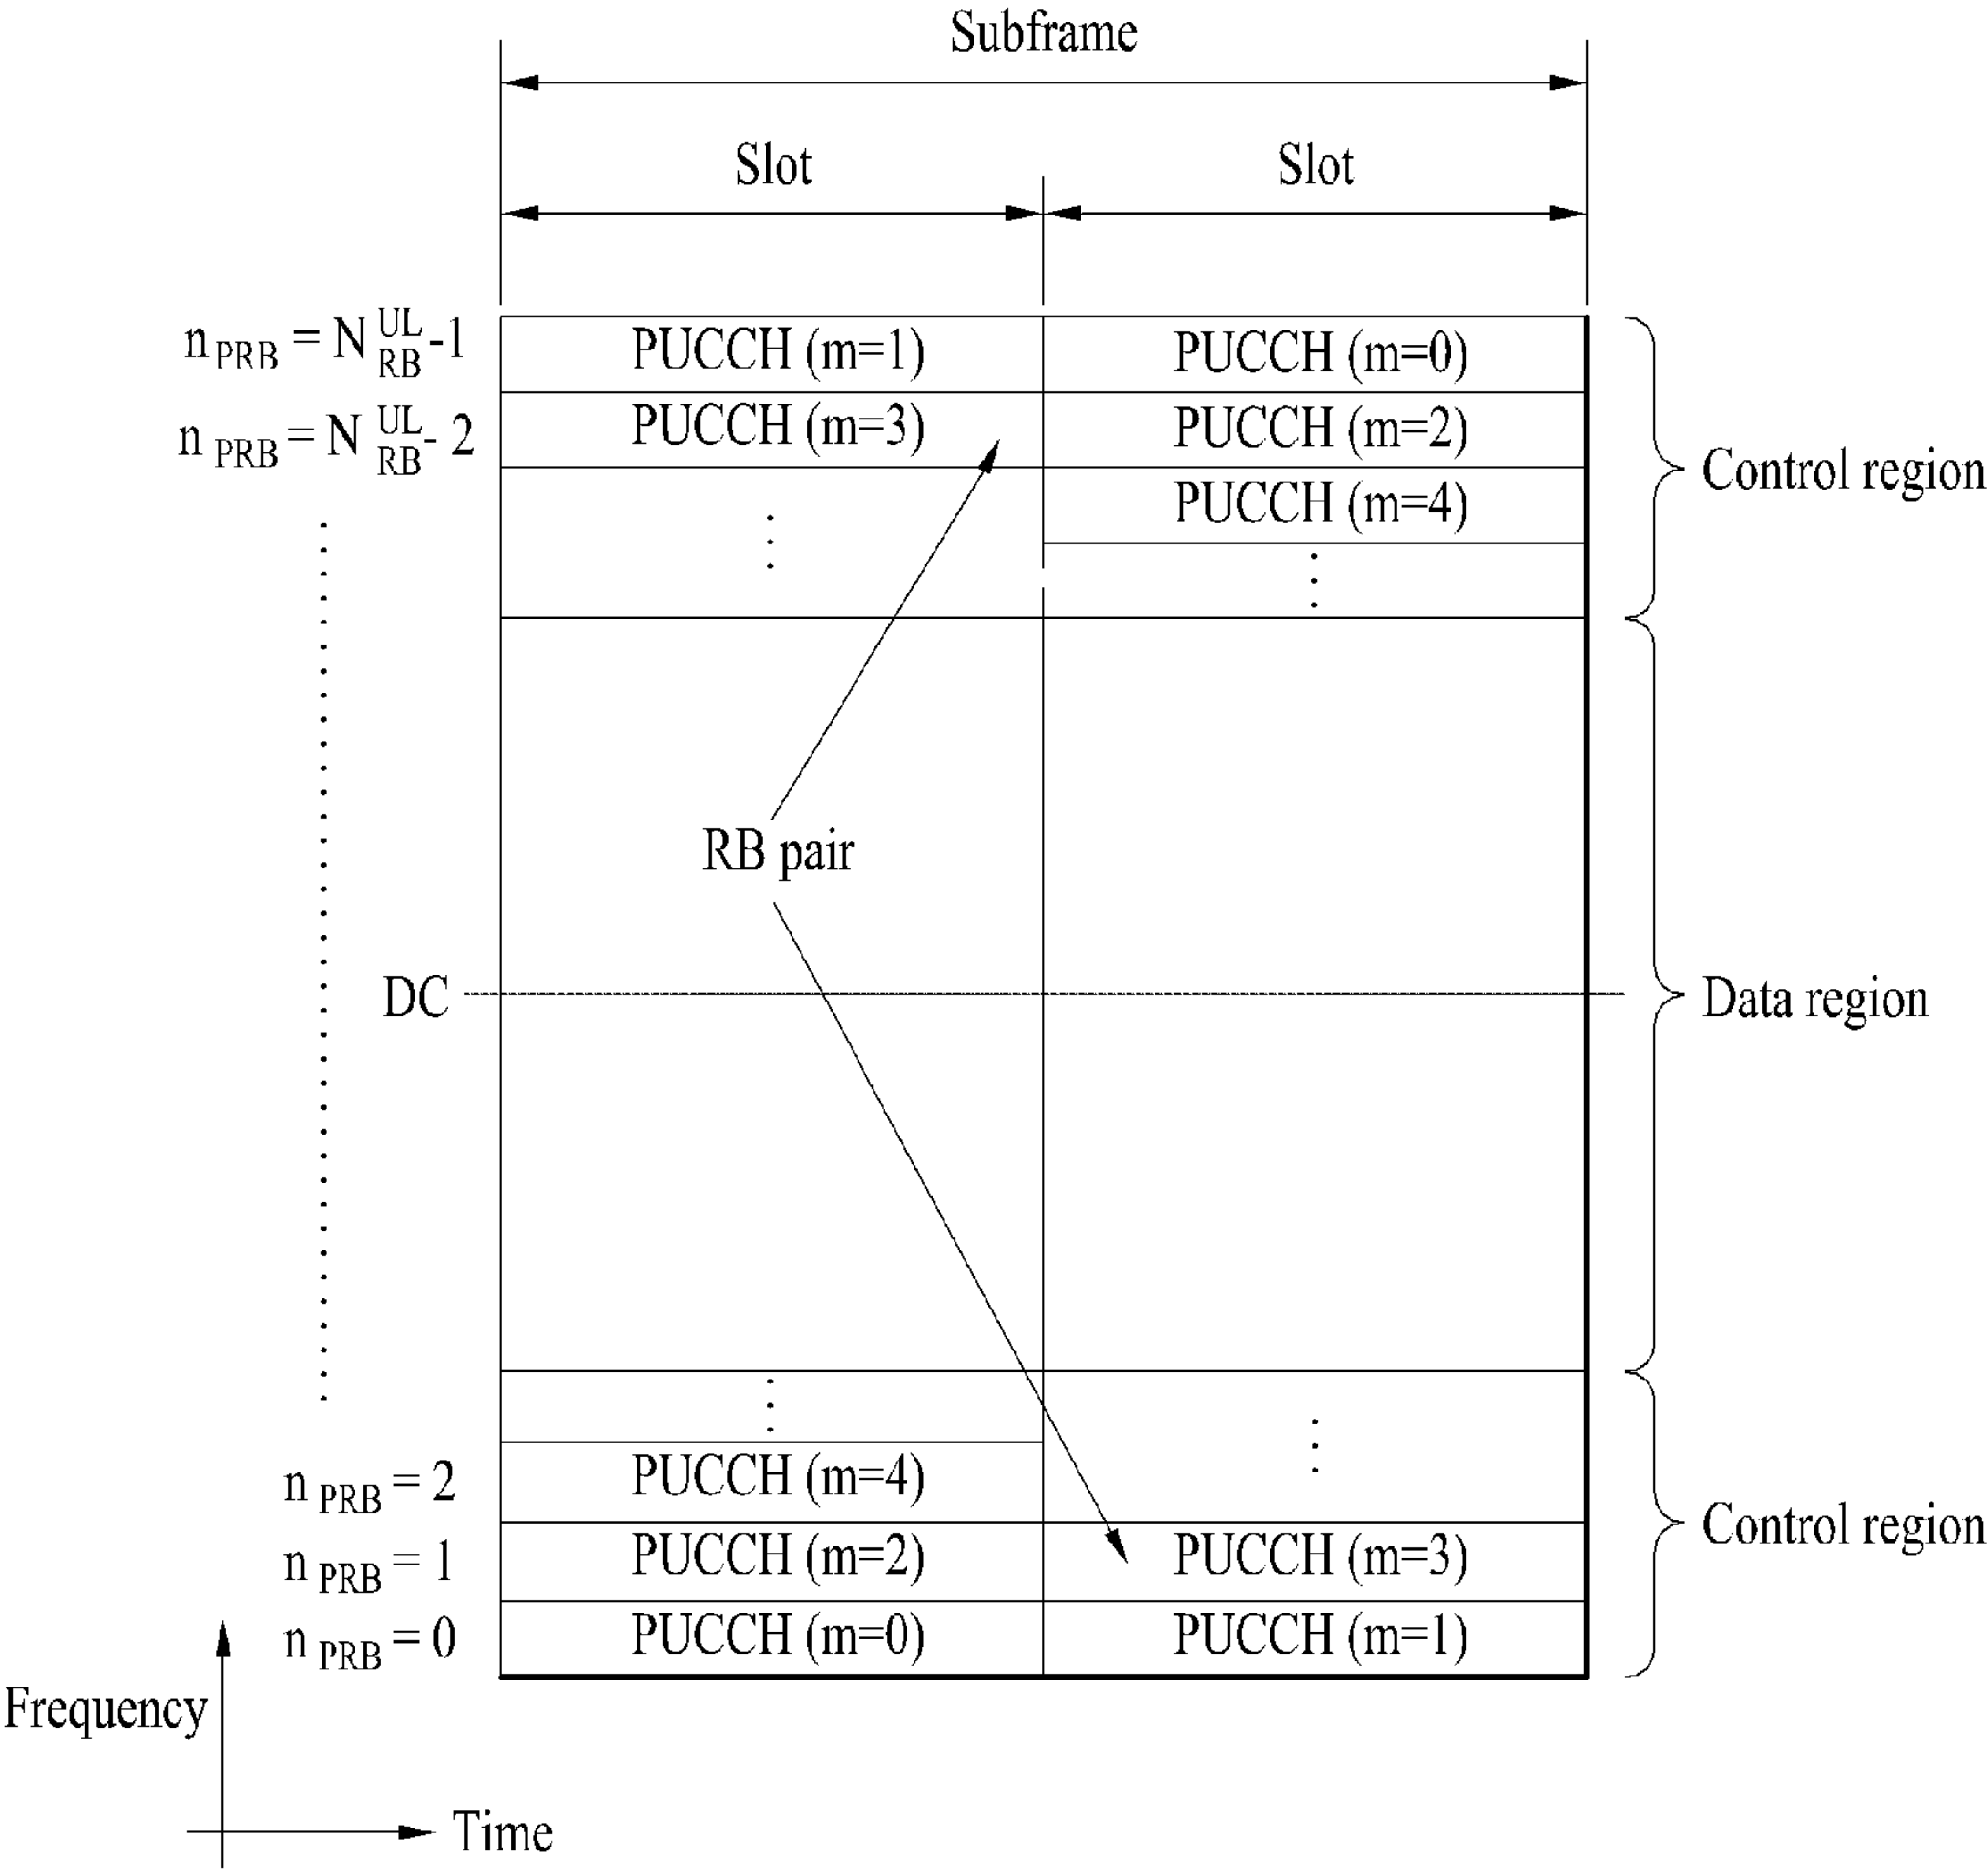 Subframe
Slot Slot
n PRB = N UL RB -1 PUCCH (m=1) PUCCH (m=0)
n PRB = N UL RB - 2 PUCCH (m=3) PUCCH (m=2)
Control region
PUCCH (m=4)
RB pair
DC Data region
n PRB = 2 PUCCH (m=4)
Control region
n PRB = 1 PUCCH (m=2) PUCCH (m=3)
n PRB = 0 PUCCH (m=0) PUCCH (m=1)
Frequency
Time